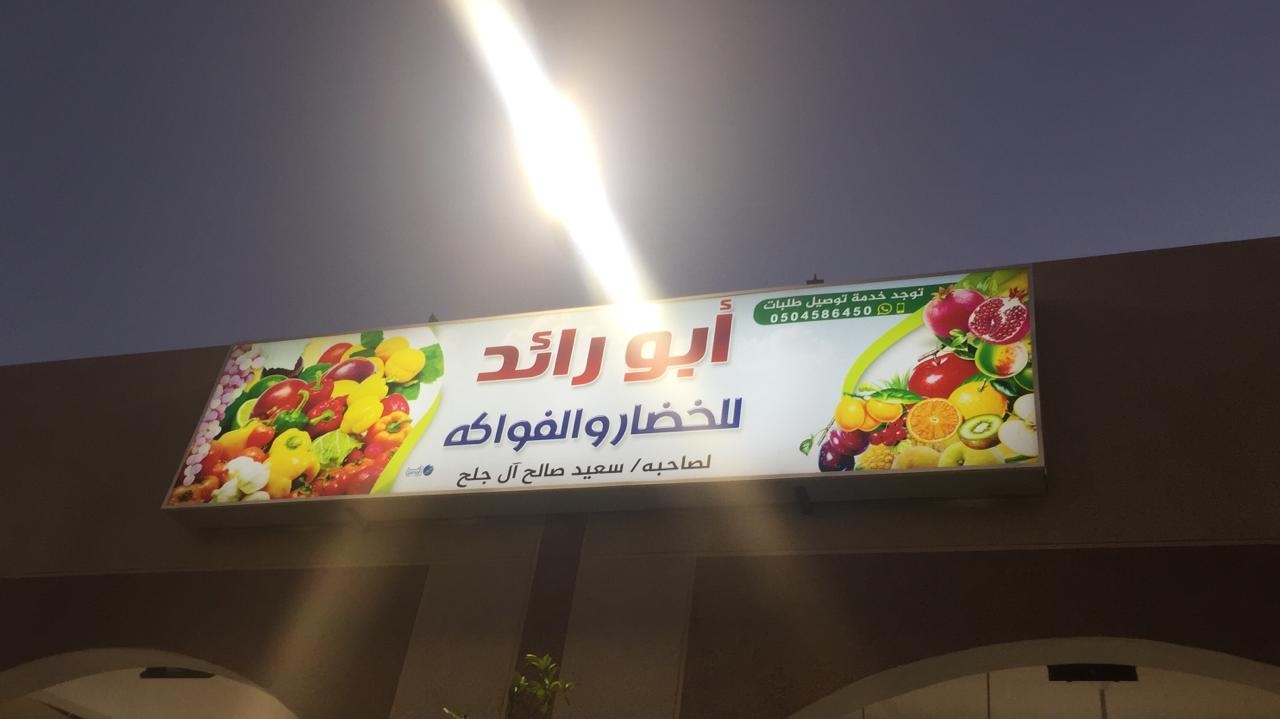 توجد خدمة توصيل طلبات
0504586450
أبو رائد
للخضار والفواكه
لصاحبه/ سعيد صالح آل جلح